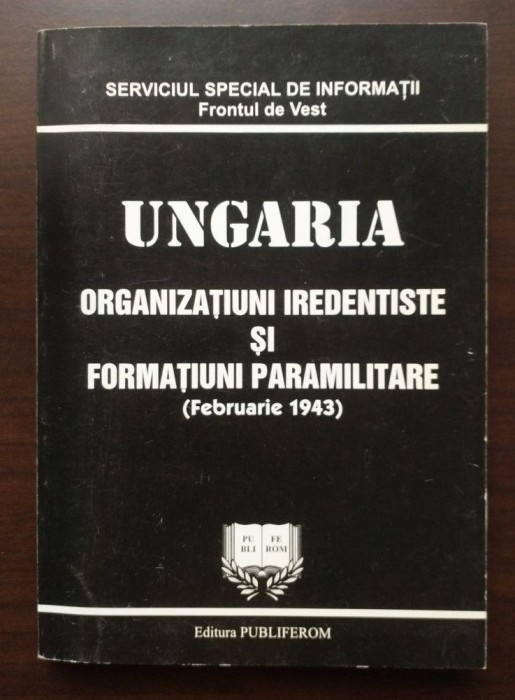 SERVICIUL SPECIAL DE INFORMAȚII
Frontul de Vest
UNGARIA
ORGANIZAȚIUNI IREDENTISTE
ȘI
FORMAȚIUNI PARAMILITARE
(Februarie 1943)
PU FE
BLI ROM
Editura PUBLIFEROM